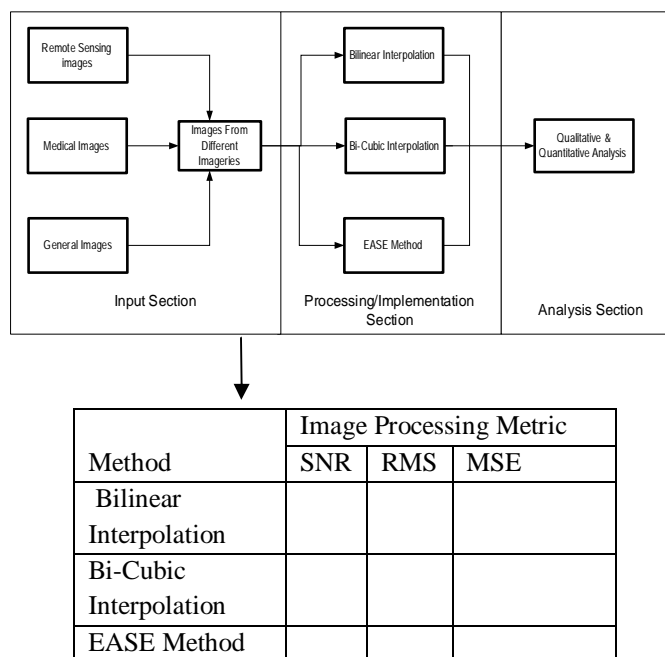 Remote Sensing
images
Medical Images
General Images
Images From
Different
Imageries
Input Section
Bilinear Interpolation
Bi-Cubic Interpolation
EASE Method
Processing/Implementation
Section
Qualitative &
Quantitative Analysis
Analysis Section
Image Processing Metric
Method SNR RMS MSE
Bilinear
Interpolation
Bi-Cubic
Interpolation
EASE Method